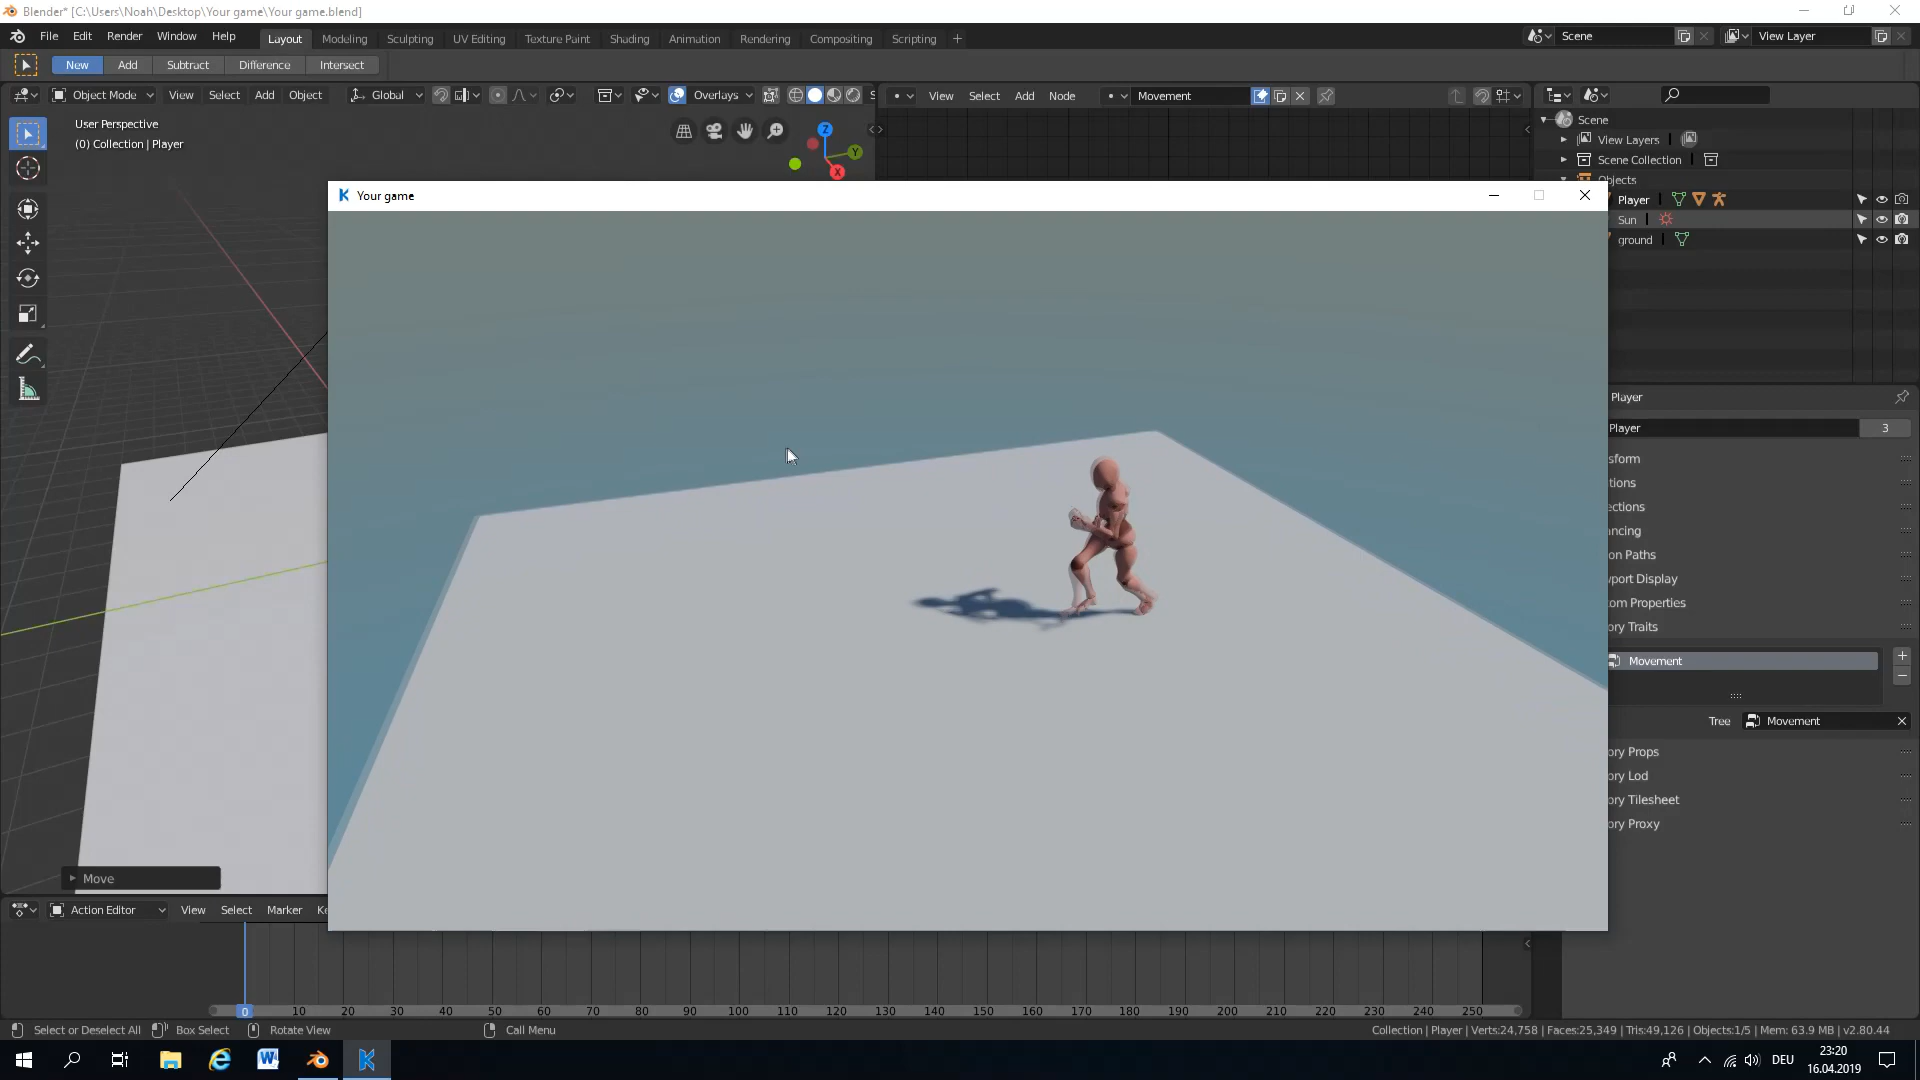 Blender* [C:\Users\Noah\Desktop\Your game\Your game.blend]
File Edit Render Window Help Layout Modeling Sculpting UV Editing Texture Paint Shading Animation Rendering Compositing Scripting + Scene View Layer
New Add Subtract Difference Intersect
Object Mode View Select Add Object Global Overlays S View Select Add Node Movement
User Perspective
(0) Collection | Player
Z
Y
X
Scene
View Layers
Scene Collection
Objects
Player
Sun
ground
Your game
Player
Player 3
sform
tions
ections
ncing
on Paths
port Display
om Properties
ory Traits
Movement
Tree Movement
ory Props
ory Lod
ory Tilesheet
ory Proxy
Move
Action Editor View Select Marker Ke
0 10 20 30 40 50 60 70 80 90 100 110 120 130 140 150 160 170 180 190 200 210 220 230 240 250
Select or Deselect All Box Select Rotate View Call Menu Collection | Player | Verts:24,758 | Faces:25,349 | Tris:49,126 | Objects:1/5 | Mem: 63.9 MB | v2.80.44
DEU 23:20
16.04.2019